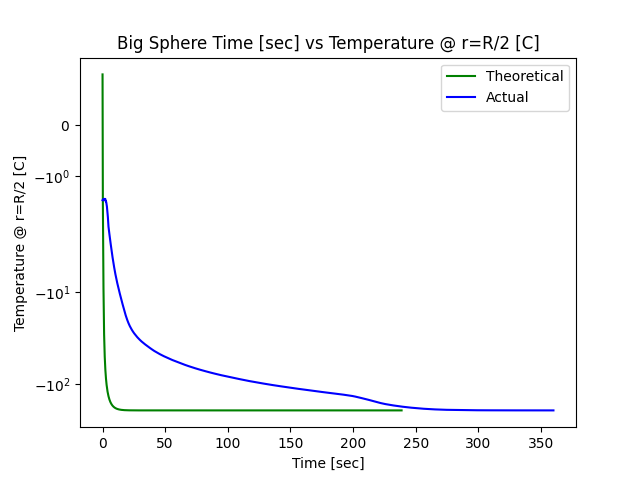 Big Sphere Time [sec] vs Temperature @ r=R/2 [C]
Theoretical
Actual
Temperature @ r=R/2 [C]
0
−10⁰
−10¹
−10²
0 50 100 150 200 250 300 350
Time [sec]